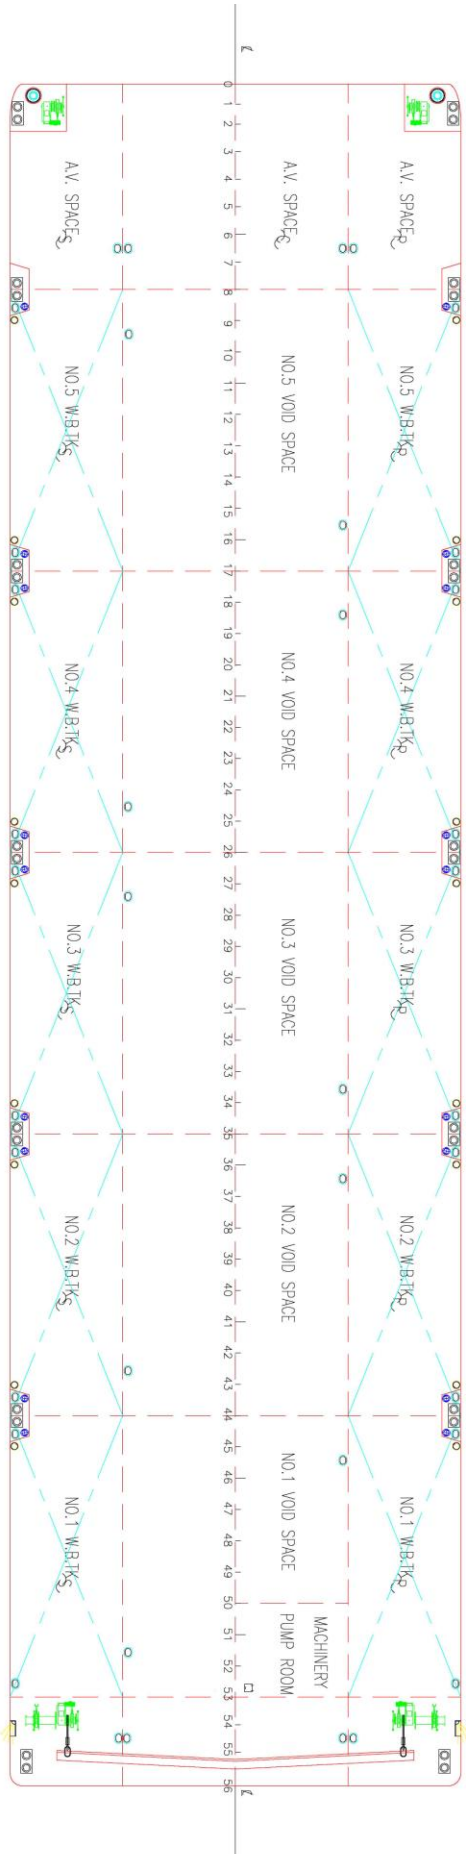 ℄
0
1
2
3
4
5
6
7
8
9
10
11
12
13
14
15
16
17
18
19
20
21
22
23
24
25
26
27
28
29
30
31
32
33
34
35
36
37
38
39
40
41
42
43
44
45
46
47
48
49
50
51
52
53
54
55
56
℄
A.V. SPACE P
NO.5 W.B.TK P
NO.4 W.B.TK P
NO.3 W.B.TK P
NO.2 W.B.TK P
NO.1 W.B.TK P
A.V. SPACE C
NO.5 VOID SPACE
NO.4 VOID SPACE
NO.3 VOID SPACE
NO.2 VOID SPACE
NO.1 VOID SPACE
MACHINERY
PUMP ROOM
A.V. SPACE S
NO.5 W.B.TK S
NO.4 W.B.TK S
NO.3 W.B.TK S
NO.2 W.B.TK S
NO.1 W.B.TK S